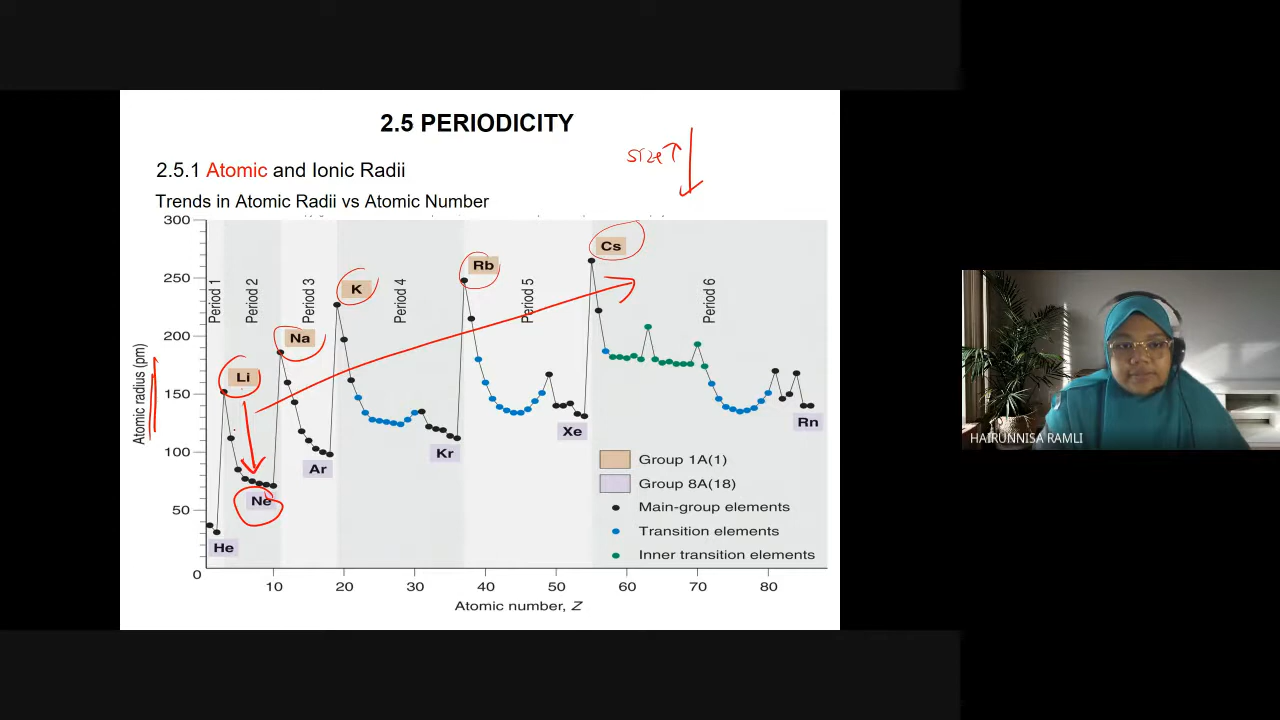 2.5 PERIODICITY
size↑
2.5.1 Atomic and Ionic Radii
Trends in Atomic Radii vs Atomic Number
300
250
200
150
100
50
0
Atomic radius (pm)
Period 1
Period 2
Period 3
Period 4
Period 5
Period 6
Li
Na
K
Rb
Cs
He
Ne
Ar
Kr
Xe
Rn
Group 1A(1)
Group 8A(18)
Main-group elements
Transition elements
Inner transition elements
10
20
30
40
50
60
70
80
Atomic number, Z
HAIRUNNISA RAMLI